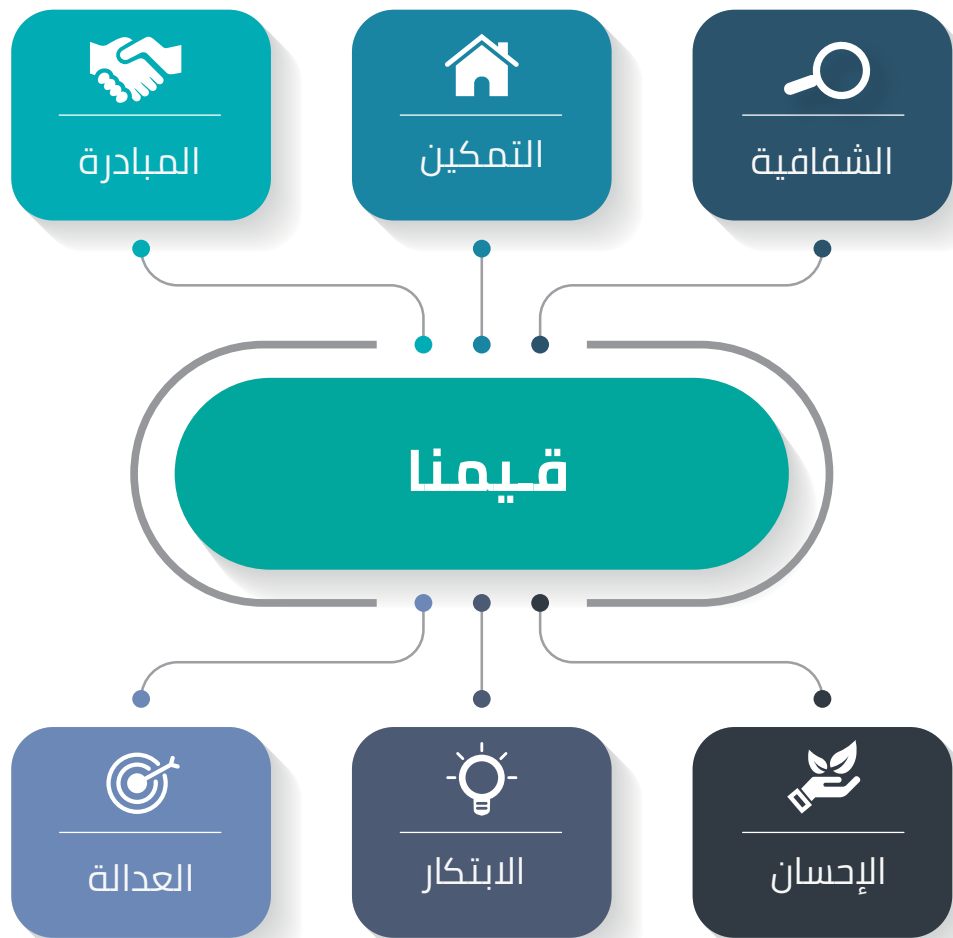 الشفافية
التمكين
المبادرة
قيمنا
الإحسان
الابتكار
العدالة